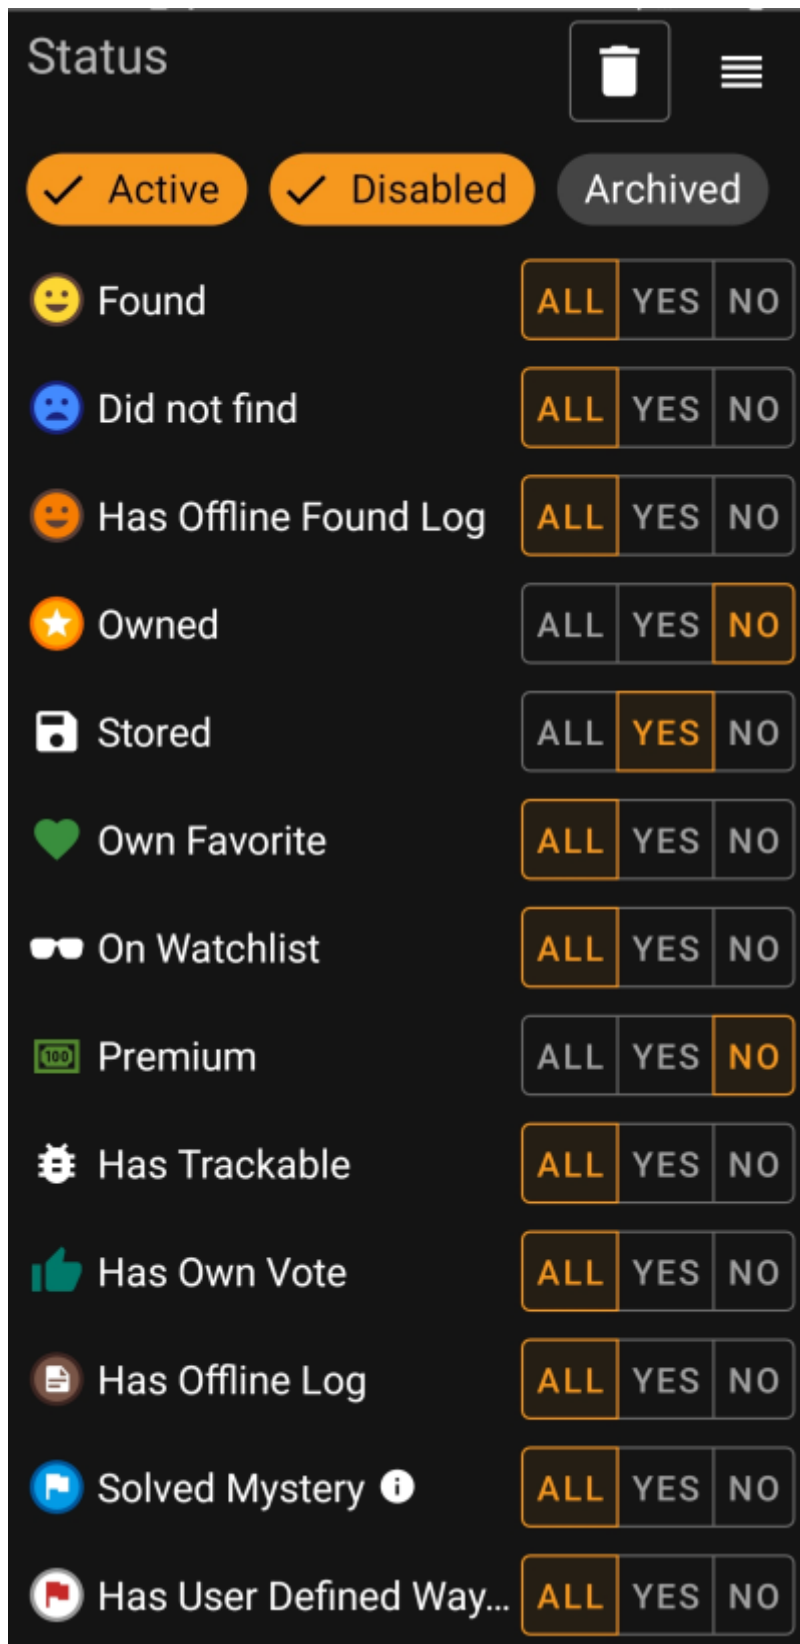 Status
Active Disabled Archived
Found ALL YES NO
Did not find ALL YES NO
Has Offline Found Log ALL YES NO
Owned ALL YES NO
Stored ALL YES NO
Own Favorite ALL YES NO
On Watchlist ALL YES NO
100 Premium ALL YES NO
Has Trackable ALL YES NO
Has Own Vote ALL YES NO
Has Offline Log ALL YES NO
Solved Mystery i ALL YES NO
Has User Defined Way... ALL YES NO